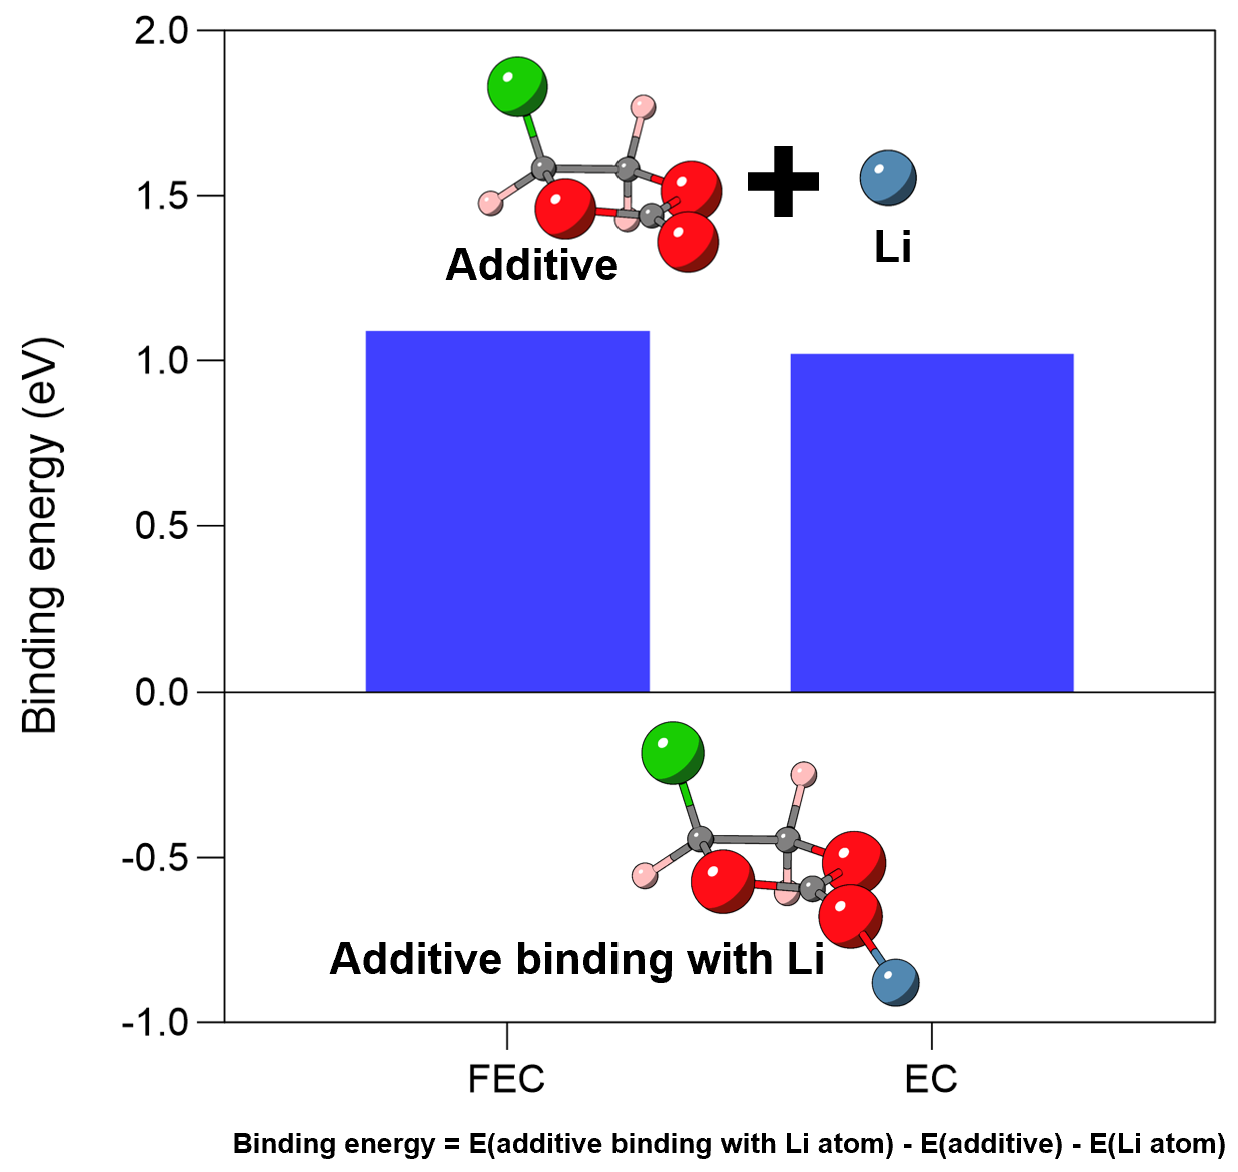 2.0
1.5
1.0
0.5
0.0
-0.5
-1.0
Binding energy (eV)
Additive
Li
Additive binding with Li
FEC
EC
Binding energy = E(additive binding with Li atom) - E(additive) - E(Li atom)